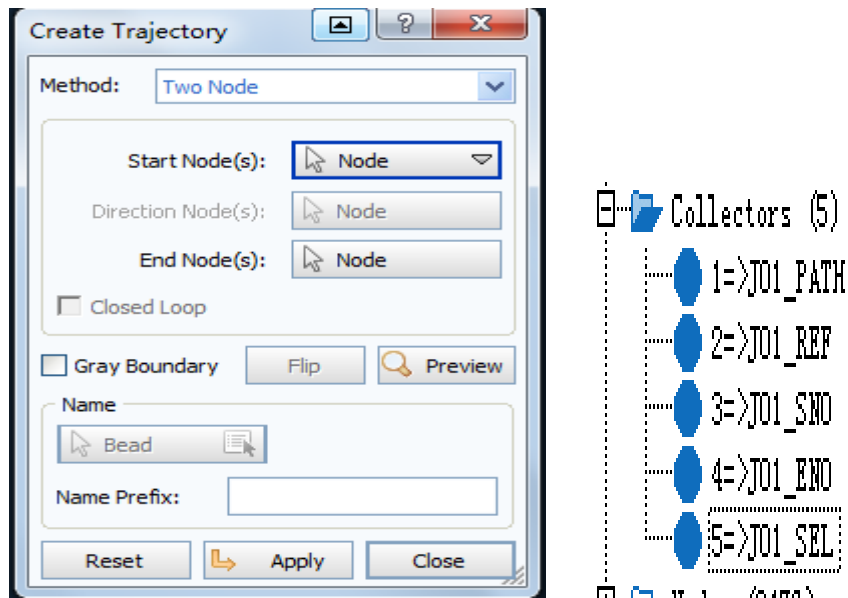 Create Trajectory
?
X
Method: Two Node
Start Node(s): Node
Direction Node(s): Node
End Node(s): Node
Closed Loop
Gray Boundary Flip Preview
Name
Bead
Name Prefix:
Reset Apply Close
Collectors (5)
1=>J01_PATH
2=>J01_REF
3=>J01_SNO
4=>J01_ENO
5=>J01_SEL